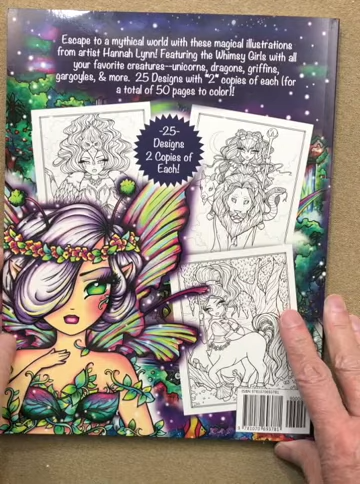 Escape to a mythical world with these magical illustrations
from artist Hannah Lynn! Featuring the Whimsy Girls with all
your favorite creatures--unicorns, dragons, griffins,
gargoyles, & more. 25 Designs with "2" copies of each (for
a total of 50 pages to color)!
-25-
Designs
2 Copies of
Each!